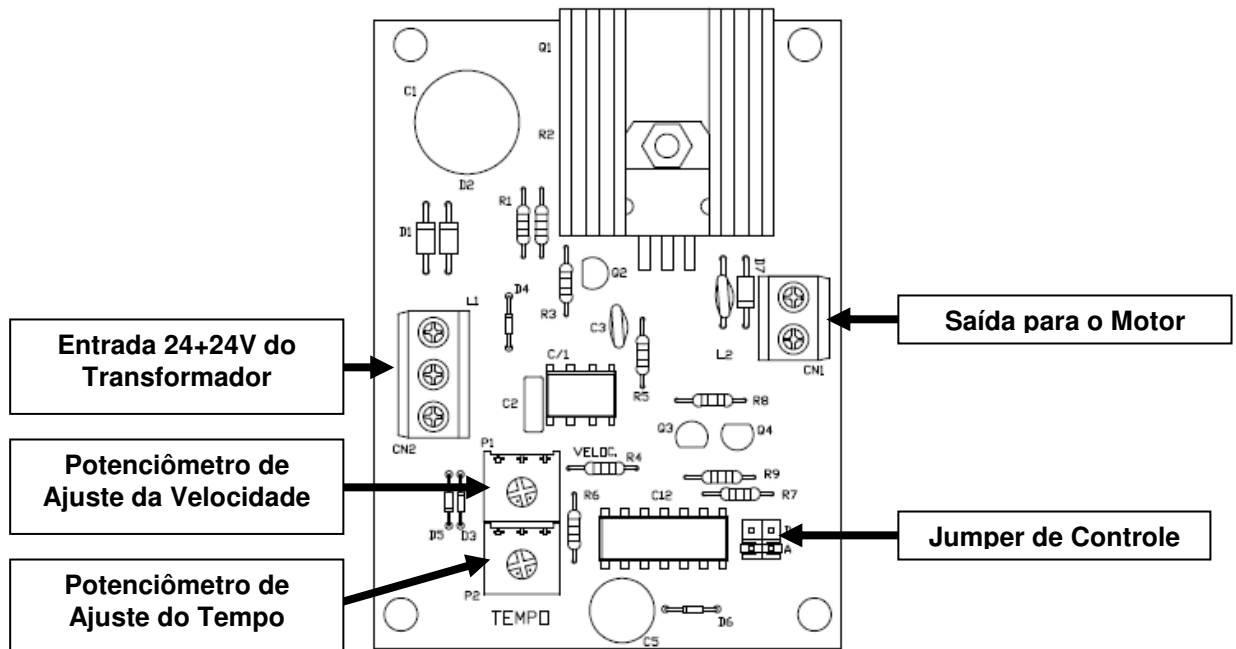 Q1
C1
R2
D2
R1
D1
Q2
D7
L1
D4
R3
C3
Entrada 24+24V do
Transformador
Saída para o Motor
C/1
L2
CN1
R5
C2
R8
CN2
P1
Q3
Q4
VELOC.
R4
Potenciômetro de
Ajuste da Velocidade
R9
C12
R7
R6
D5
D3
B
A
Jumper de Controle
Potenciômetro de
Ajuste do Tempo
P2
TEMPO
D6
C5